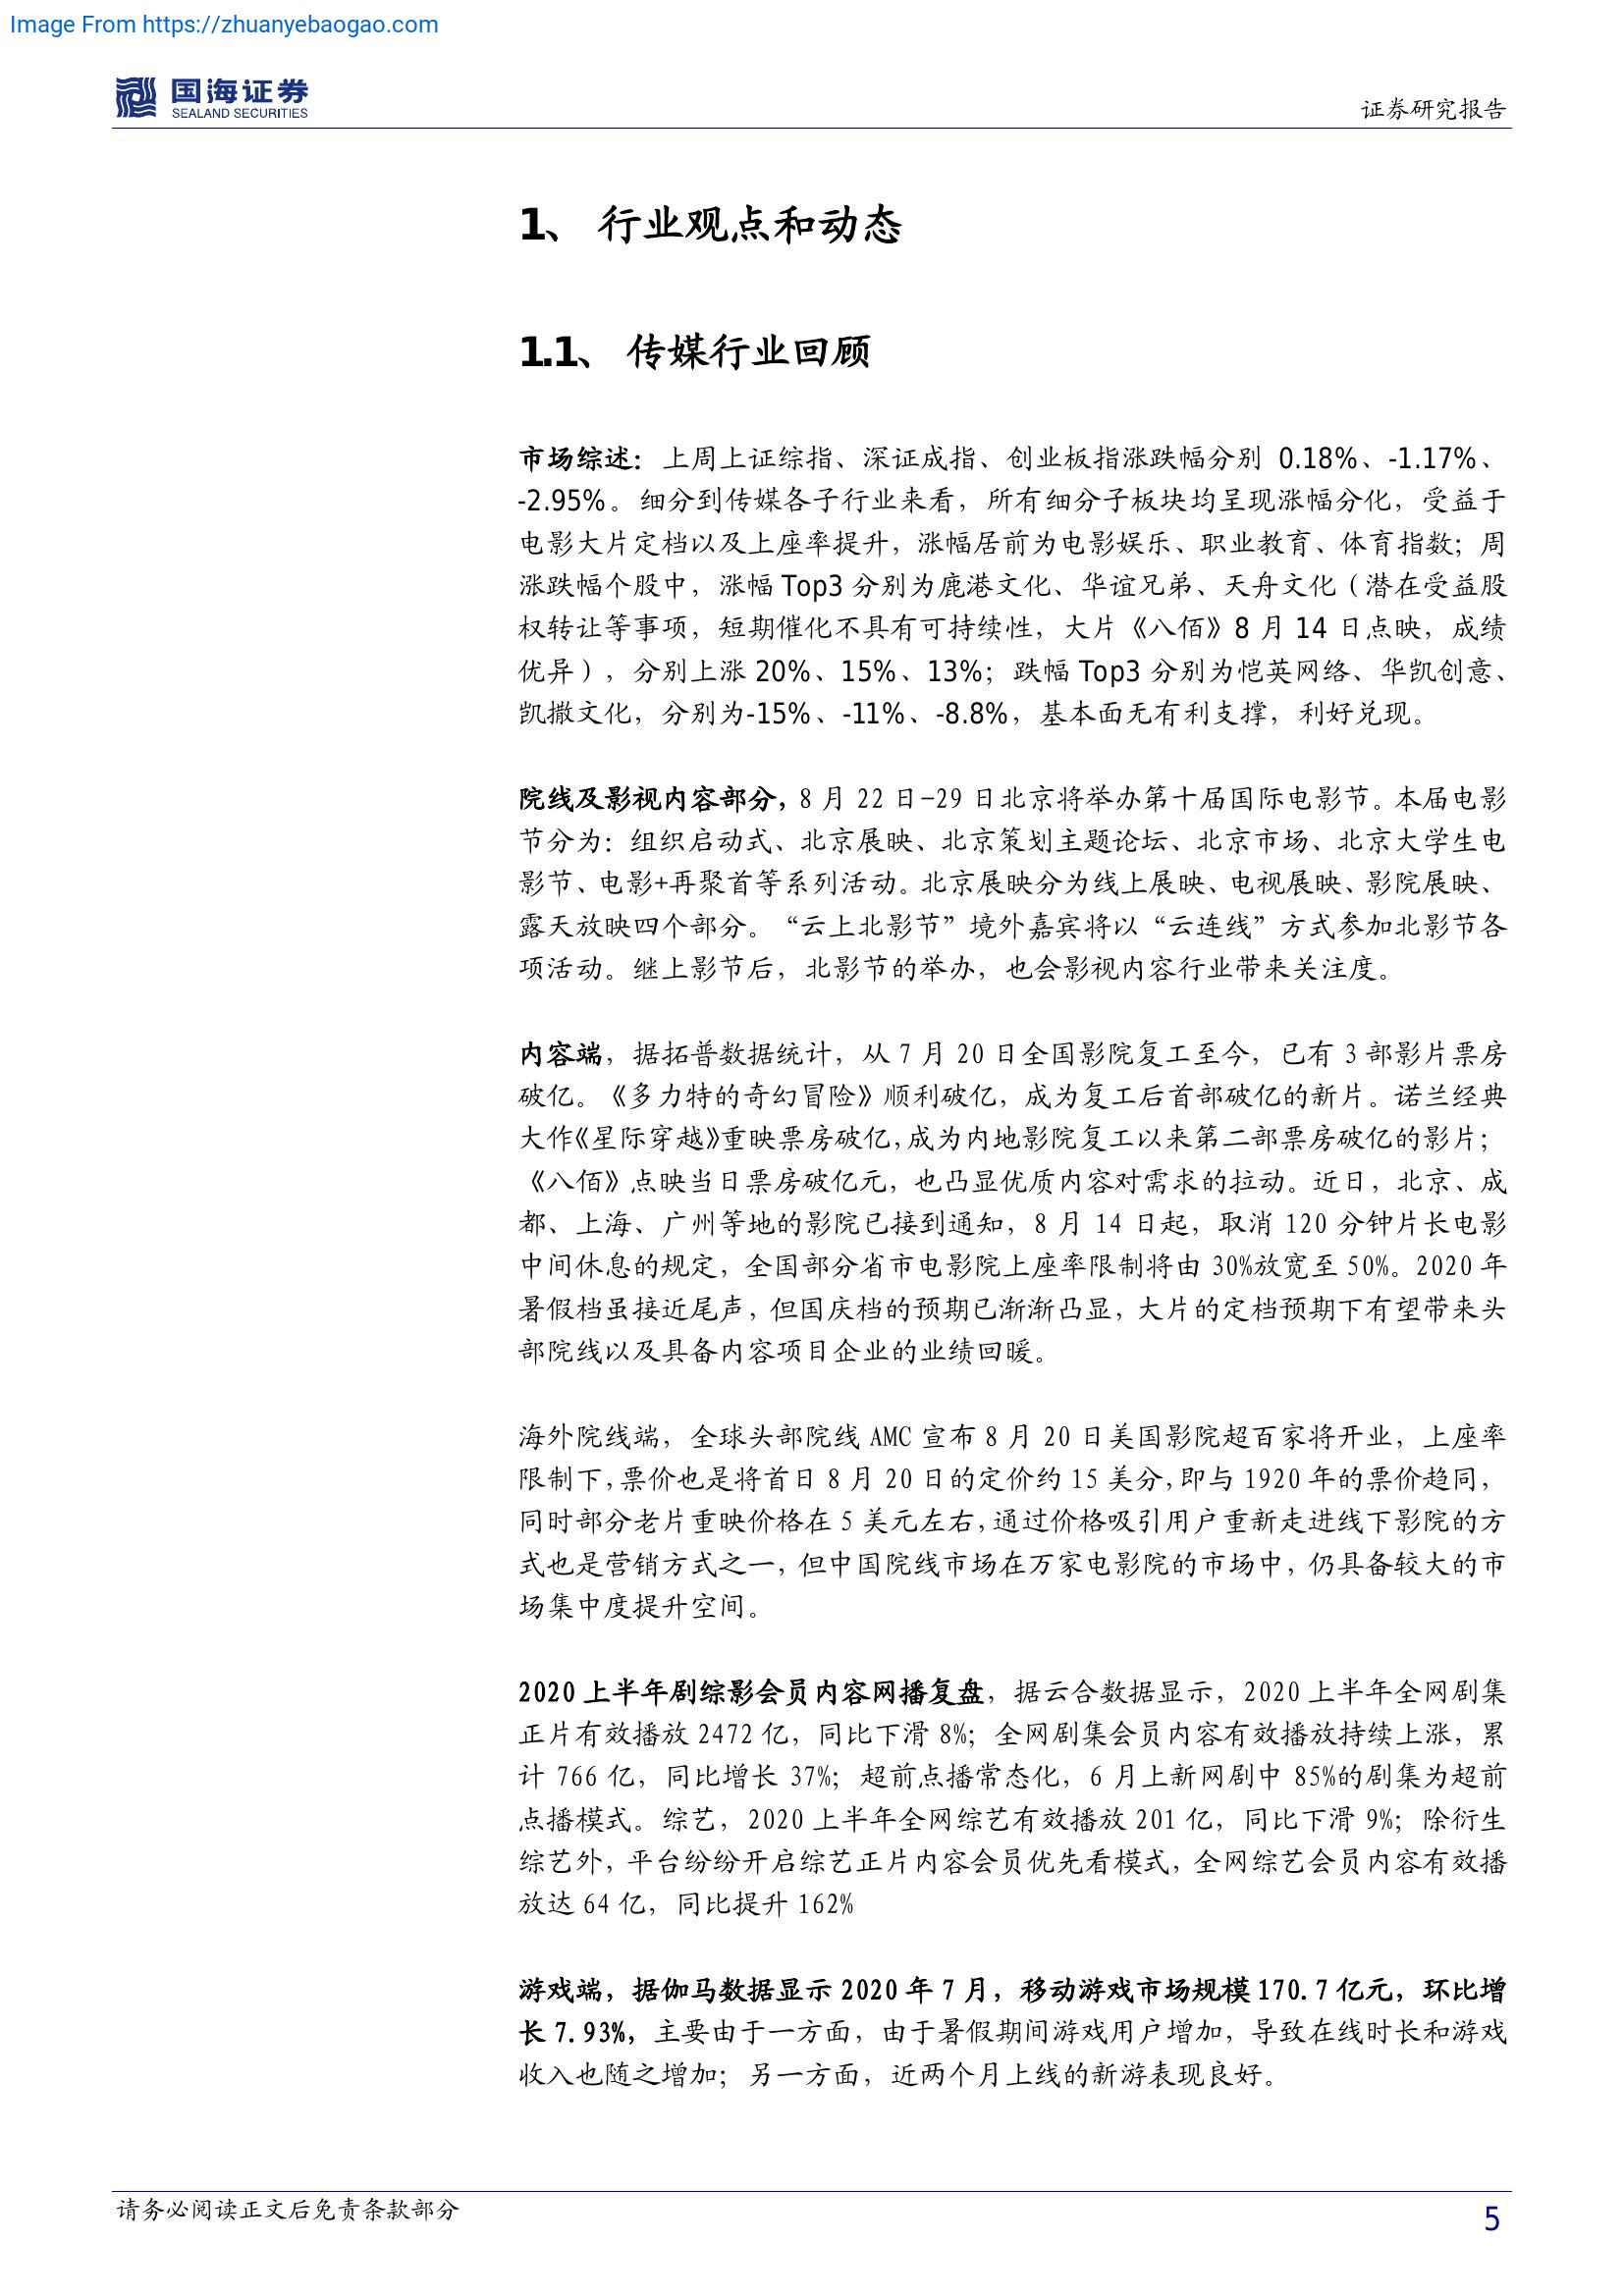 Image From https://zhuanyebaogao.com
国海证券
SEALAND SECURITIES
证券研究报告
1、 行业观点和动态
1.1、 传媒行业回顾
市场综述：上周上证综指、深证成指、创业板指涨跌幅分别 0.18%、-1.17%、
-2.95%。细分到传媒各子行业来看，所有细分子板块均呈现涨幅分化，受益于
电影大片定档以及上座率提升，涨幅居前为电影娱乐、职业教育、体育指数；周
涨跌幅个股中，涨幅 Top3 分别为鹿港文化、华谊兄弟、天舟文化（潜在受益股
权转让等事项，短期催化不具有可持续性，大片《八佰》8 月 14 日点映，成绩
优异），分别上涨 20%、15%、13%；跌幅 Top3 分别为恺英网络、华凯创意、
凯撒文化，分别为-15%、-11%、-8.8%，基本面无有利支撑，利好兑现。
院线及影视内容部分，8 月 22 日-29 日北京将举办第十届国际电影节。本届电影
节分为：组织启动式、北京展映、北京策划主题论坛、北京市场、北京大学生电
影节、电影+再聚首等系列活动。北京展映分为线上展映、电视展映、影院展映、
露天放映四个部分。“云上北影节”境外嘉宾将以“云连线”方式参加北影节各
项活动。继上影节后，北影节的举办，也会影视内容行业带来关注度。
内容端，据拓普数据统计，从 7 月 20 日全国影院复工至今，已有 3 部影片票房
破亿。《多力特的奇幻冒险》顺利破亿，成为复工后首部破亿的新片。诺兰经典
大作《星际穿越》重映票房破亿，成为内地影院复工以来第二部票房破亿的影片；
《八佰》点映当日票房破亿元，也凸显优质内容对需求的拉动。近日，北京、成
都、上海、广州等地的影院已接到通知，8 月 14 日起，取消 120 分钟片长电影
中间休息的规定，全国部分省市电影院上座率限制将由 30%放宽至 50%。2020 年
暑假档虽接近尾声，但国庆档的预期已渐渐凸显，大片的定档预期下有望带来头
部院线以及具备内容项目企业的业绩回暖。
海外院线端，全球头部院线 AMC 宣布 8 月 20 日美国影院超百家将开业，上座率
限制下，票价也是将首日 8 月 20 日的定价约 15 美分，即与 1920 年的票价趋同，
同时部分老片重映价格在 5 美元左右，通过价格吸引用户重新走进线下影院的方
式也是营销方式之一，但中国院线市场在万家电影院的市场中，仍具备较大的市
场集中度提升空间。
2020 上半年剧综影会员内容网播复盘，据云合数据显示，2020 上半年全网剧集
正片有效播放 2472 亿，同比下滑 8%；全网剧集会员内容有效播放持续上涨，累
计 766 亿，同比增长 37%；超前点播常态化，6 月上新网剧中 85%的剧集为超前
点播模式。综艺，2020 上半年全网综艺有效播放 201 亿，同比下滑 9%；除衍生
综艺外，平台纷纷开启综艺正片内容会员优先看模式，全网综艺会员内容有效播
放达 64 亿，同比提升 162%
游戏端，据伽马数据显示 2020 年 7 月，移动游戏市场规模 170.7 亿元，环比增
长 7.93%，主要由于一方面，由于暑假期间游戏用户增加，导致在线时长和游戏
收入也随之增加；另一方面，近两个月上线的新游表现良好。
请务必阅读正文后免责条款部分
5